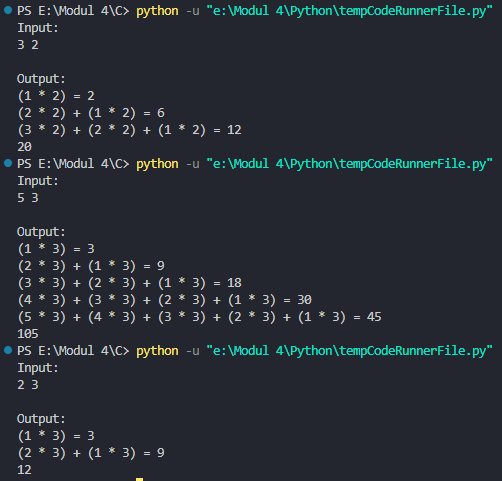 PS E:\Modul 4\C> python -u "e:\Modul 4\Python\tempCodeRunnerFile.py"
Input:
3 2

Output:
(1 * 2) = 2
(2 * 2) + (1 * 2) = 6
(3 * 2) + (2 * 2) + (1 * 2) = 12
20
PS E:\Modul 4\C> python -u "e:\Modul 4\Python\tempCodeRunnerFile.py"
Input:
5 3

Output:
(1 * 3) = 3
(2 * 3) + (1 * 3) = 9
(3 * 3) + (2 * 3) + (1 * 3) = 18
(4 * 3) + (3 * 3) + (2 * 3) + (1 * 3) = 30
(5 * 3) + (4 * 3) + (3 * 3) + (2 * 3) + (1 * 3) = 45
105
PS E:\Modul 4\C> python -u "e:\Modul 4\Python\tempCodeRunnerFile.py"
Input:
2 3

Output:
(1 * 3) = 3
(2 * 3) + (1 * 3) = 9
12